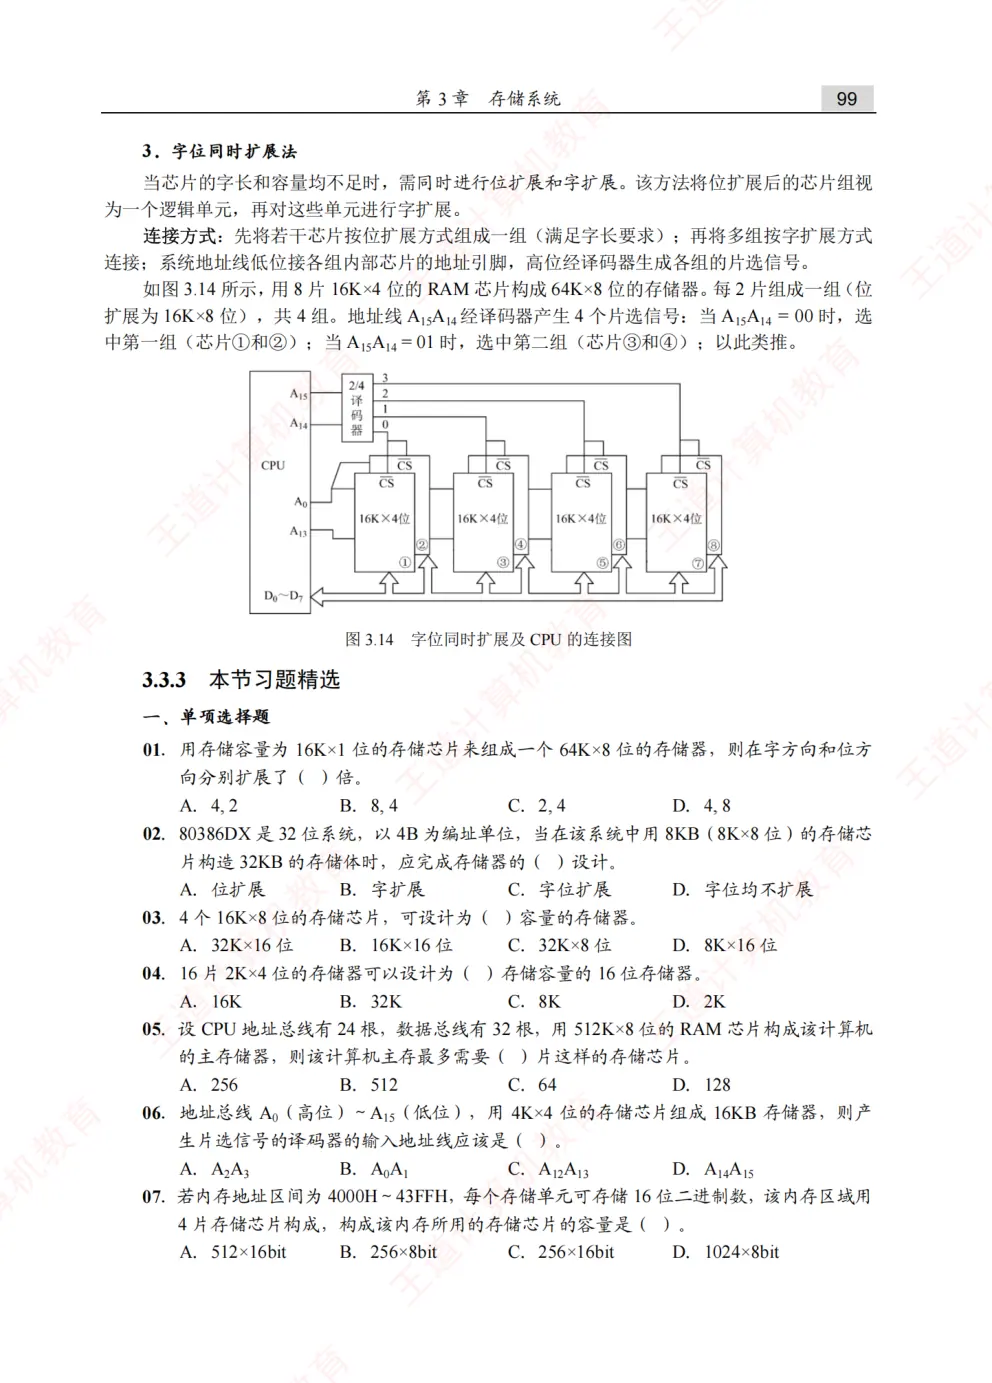 第 3 章 存储系统 99
3．字位同时扩展法
当芯片的字长和容量均不足时，需同时进行位扩展和字扩展。该方法将位扩展后的芯片组视
为一个逻辑单元，再对这些单元进行字扩展。
连接方式：先将若干芯片按位扩展方式组成一组（满足字长要求）；再将多组按字扩展方式
连接；系统地址线低位接各组内部芯片的地址引脚，高位经译码器生成各组的片选信号。
如图 3.14 所示，用 8 片 16K×4 位的 RAM 芯片构成 64K×8 位的存储器。每 2 片组成一组（位
扩展为 16K×8 位），共 4 组。地址线 A15A14 经译码器产生 4 个片选信号：当 A15A14 = 00 时，选
中第一组（芯片①和②）；当 A15A14 = 01 时，选中第二组（芯片③和④）；以此类推。
A15 2/4 译码器 3
2
A14 1
0
CPU CS CS CS CS
CS CS CS CS
A0
16K×4位 16K×4位 16K×4位 16K×4位
A13
② ④ ⑥ ⑧
① ③ ⑤ ⑦
D0～D7
图 3.14 字位同时扩展及 CPU 的连接图
3.3.3 本节习题精选
一、单项选择题
01. 用存储容量为 16K×1 位的存储芯片来组成一个 64K×8 位的存储器，则在字方向和位方
向分别扩展了（ ）倍。
A. 4, 2 B. 8, 4 C. 2, 4 D. 4, 8
02. 80386DX 是 32 位系统，以 4B 为编址单位，当在该系统中用 8KB（8K×8 位）的存储芯
片构造 32KB 的存储体时，应完成存储器的（ ）设计。
A. 位扩展 B. 字扩展 C. 字位扩展 D. 字位均不扩展
03. 4 个 16K×8 位的存储芯片，可设计为（ ）容量的存储器。
A. 32K×16 位 B. 16K×16 位 C. 32K×8 位 D. 8K×16 位
04. 16 片 2K×4 位的存储器可以设计为（ ）存储容量的 16 位存储器。
A. 16K B. 32K C. 8K D. 2K
05. 设 CPU 地址总线有 24 根，数据总线有 32 根，用 512K×8 位的 RAM 芯片构成该计算机
的主存储器，则该计算机主存最多需要（ ）片这样的存储芯片。
A. 256 B. 512 C. 64 D. 128
06. 地址总线 A0（高位）~ A15（低位），用 4K×4 位的存储芯片组成 16KB 存储器，则产
生片选信号的译码器的输入地址线应该是（ ）。
A. A2A3 B. A0A1 C. A12A13 D. A14A15
07. 若内存地址区间为 4000H ~ 43FFH，每个存储单元可存储 16 位二进制数，该内存区域用
4 片存储芯片构成，构成该内存所用的存储芯片的容量是（ ）。
A. 512×16bit B. 256×8bit C. 256×16bit D. 1024×8bit
王道计算机教育